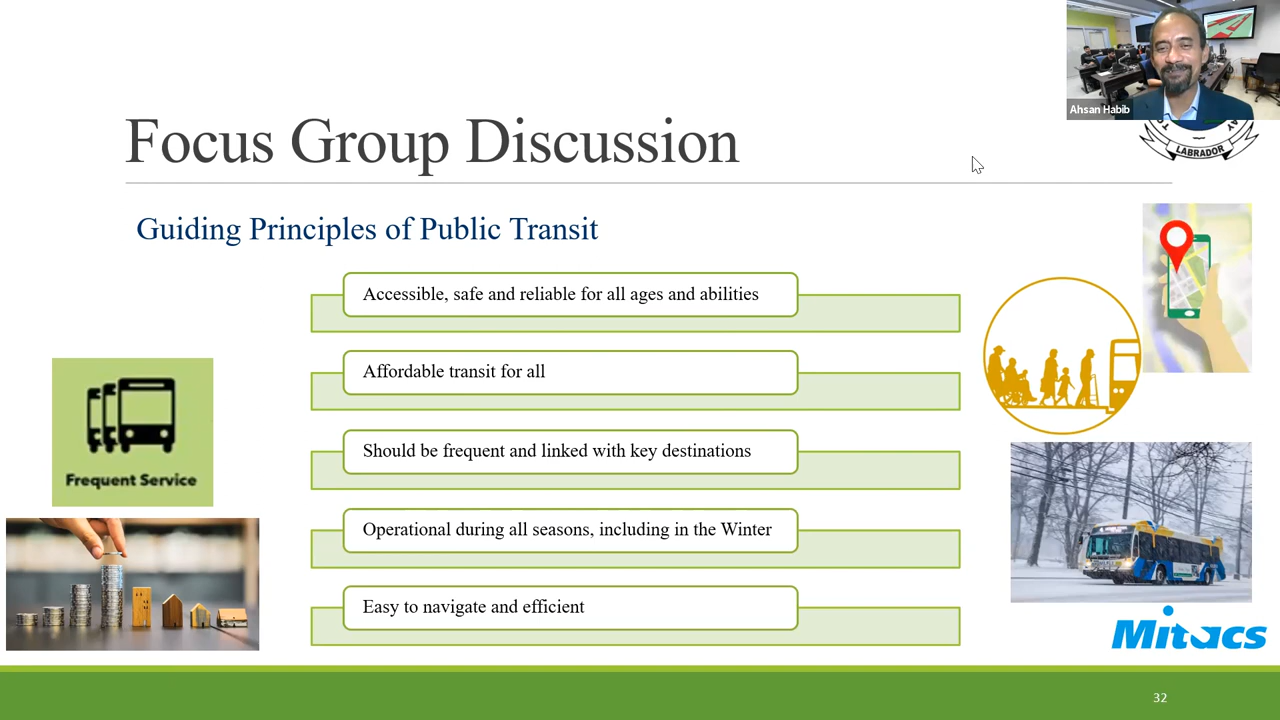 Ahsan Habib
LABRADOR
Focus Group Discussion
Guiding Principles of Public Transit
Accessible, safe and reliable for all ages and abilities
Affordable transit for all
Should be frequent and linked with key destinations
Operational during all seasons, including in the Winter
Easy to navigate and efficient
Frequent Service
Mitacs
32